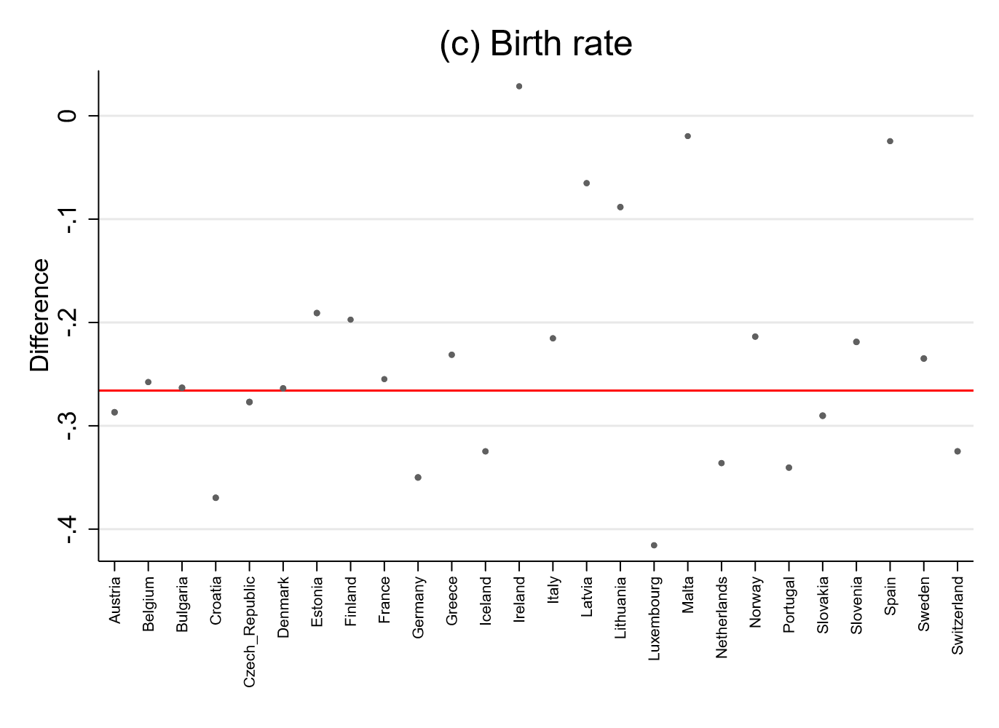 (c) Birth rate
Difference
0
-.1
-.2
-.3
-.4
Austria
Belgium
Bulgaria
Croatia
Czech_Republic
Denmark
Estonia
Finland
France
Germany
Greece
Iceland
Ireland
Italy
Latvia
Lithuania
Luxembourg
Malta
Netherlands
Norway
Portugal
Slovakia
Slovenia
Spain
Sweden
Switzerland